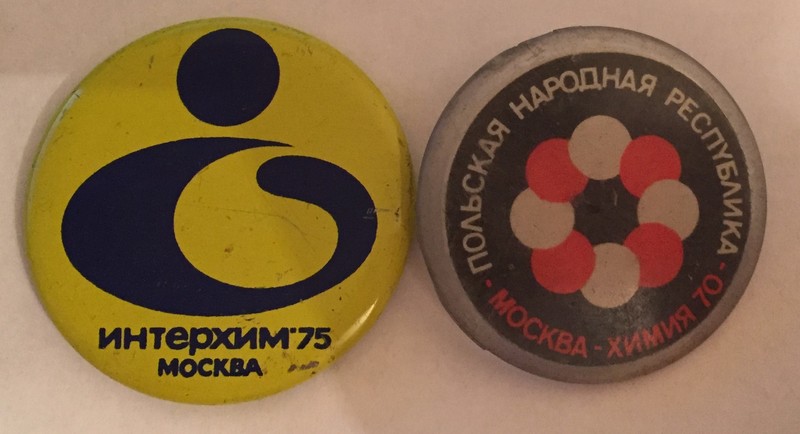 интерхим'75
москва
ПОЛЬСКАЯ НАРОДНАЯ РЕСПУБЛИКА
- МОСКВА - ХИМИЯ 70 -